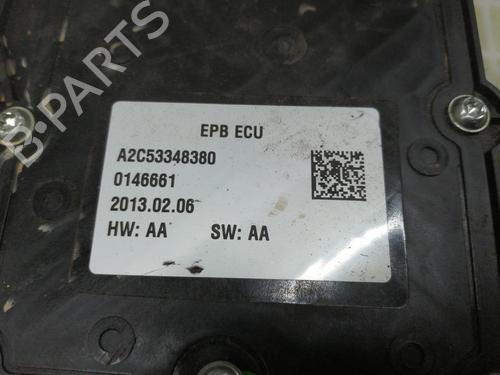 EPB ECU
A2C53348380
0146661
2013.02.06
HW: AA SW: AA
B-PARTS